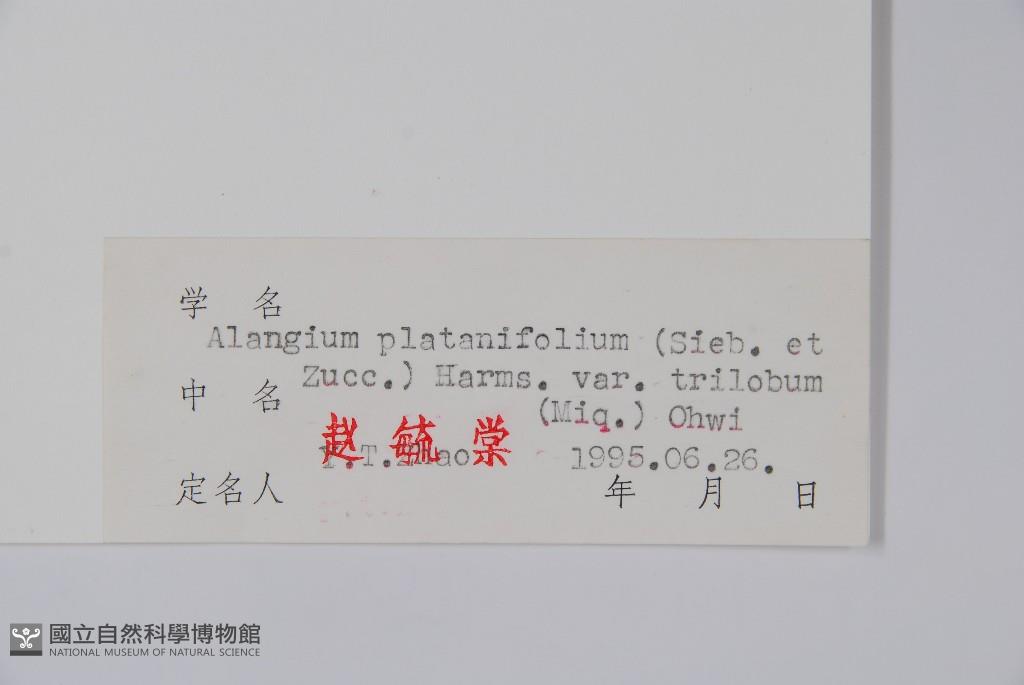 学 名
Alangium platanifolium (Sieb. et
Zucc.) Harms. var. trilobum
中 名
(Miq.) Ohwi
赵 毓 棠
Y.T.Zhao 1995.06.26.
定名人 年 月 日
國立自然科學博物館
NATIONAL MUSEUM OF NATURAL SCIENCE